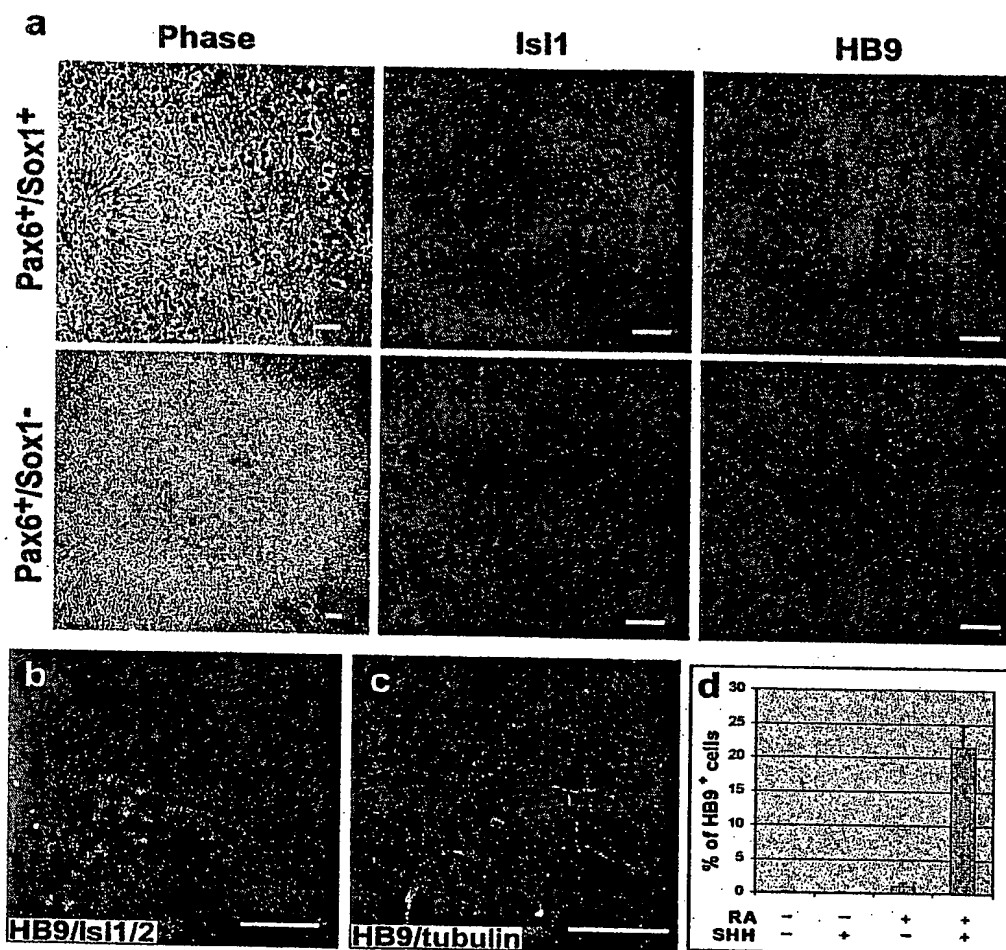 a
Phase Isl1 HB9
Pax6+/Sox1+
Pax6+/Sox1-
b
HB9/Isl1/2
c
HB9/tubulin
d
% of HB9+ cells
30
25
20
15
10
5
0
RA - - + +
SHH - + - +